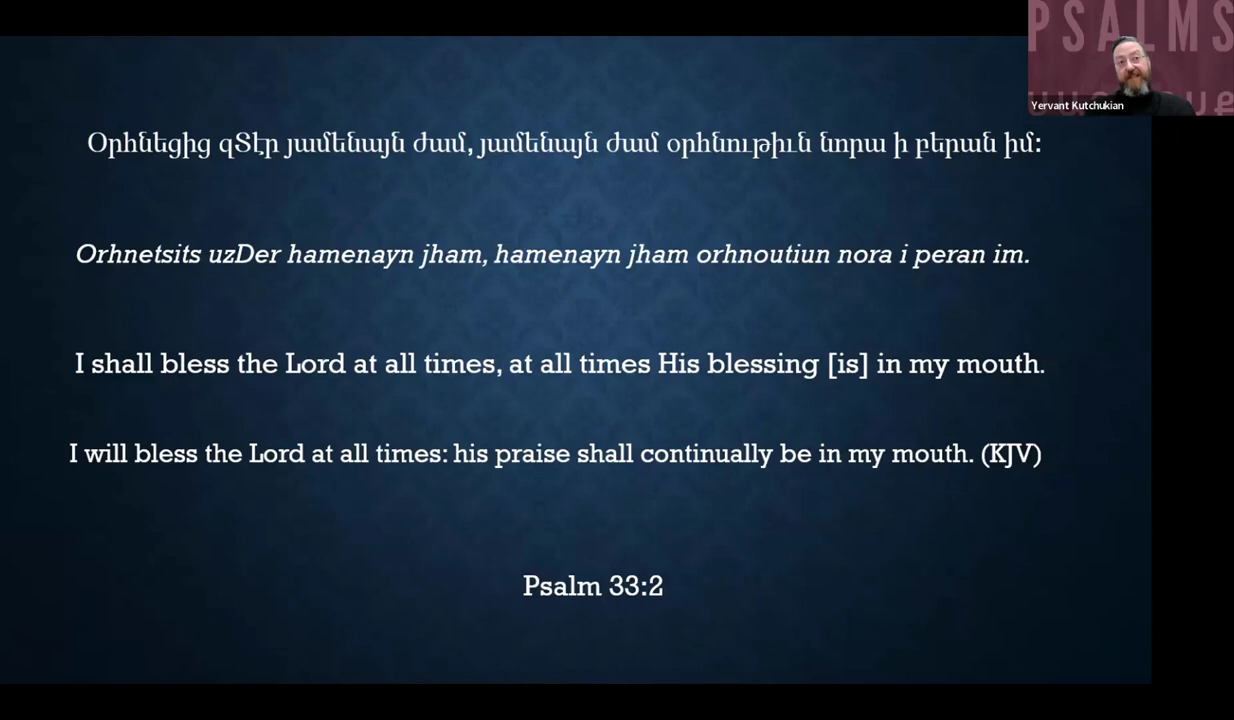 PSALMS
Yervant Kutchukian
Օրհնեցից զՏէր յամենայն ժամ, յամենայն ժամ օրհնութիւն նորա ի բերան իմ:
Orhnetsits uzDer hamenayn jham, hamenayn jham orhnoutiun nora i peran im.
I shall bless the Lord at all times, at all times His blessing [is] in my mouth.
I will bless the Lord at all times: his praise shall continually be in my mouth. (KJV)
Psalm 33:2